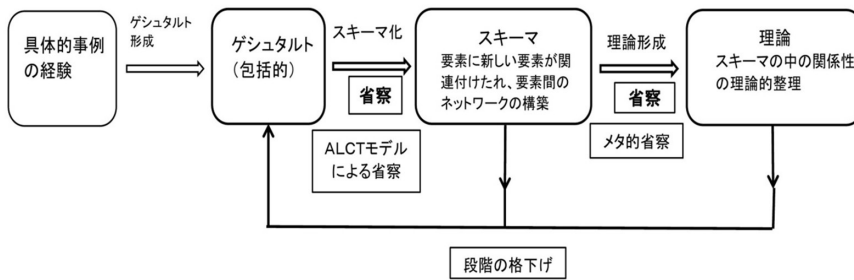 具体的事例
の経験
ゲシュタルト
形成
ゲシュタルト
(包括的)
スキーマ化
省察
ALCTモデル
による省察
スキーマ
要素に新しい要素が関
連付けたれ、要素間の
ネットワークの構築
理論形成
省察
メタ的省察
理論
スキーマの中の関係性
の理論的整理
段階の格下げ